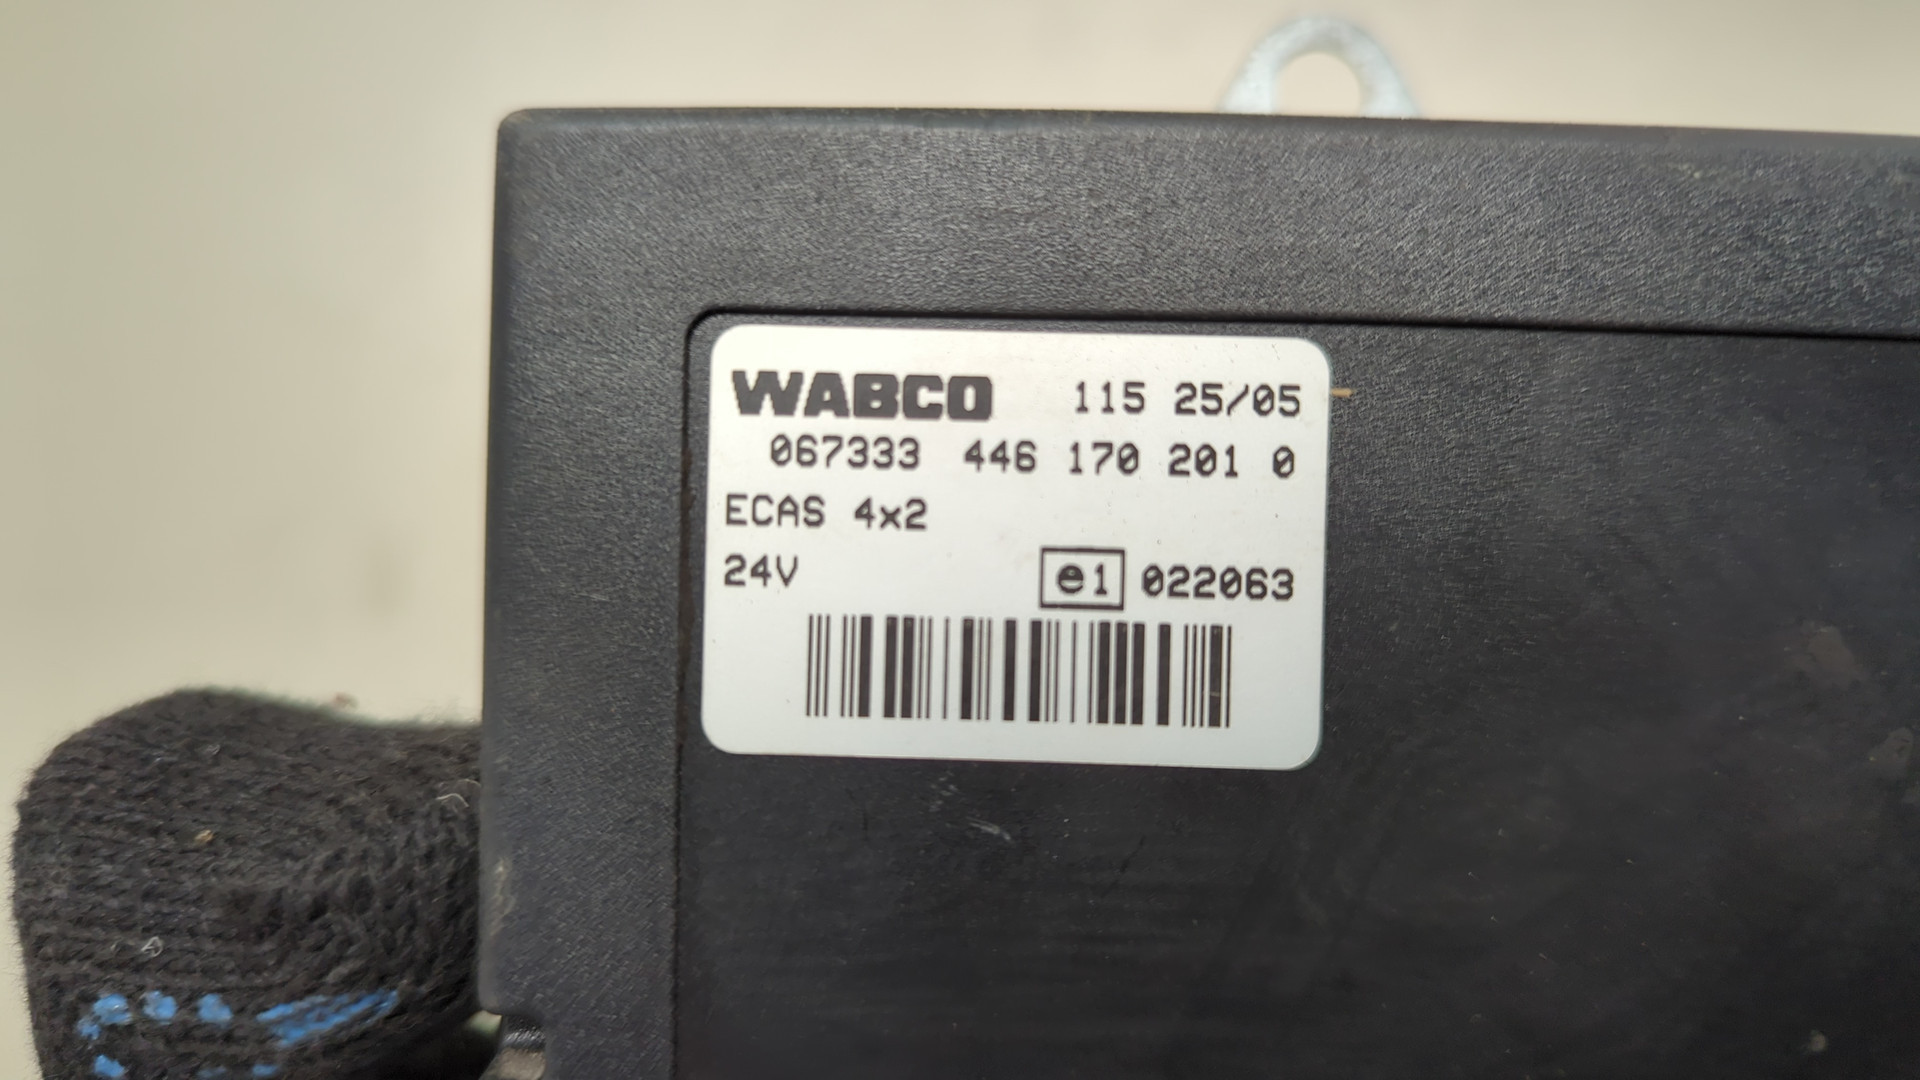 WABCO 115 25/05
067333 446 170 201 0
ECAS 4x2
24V e1 022063